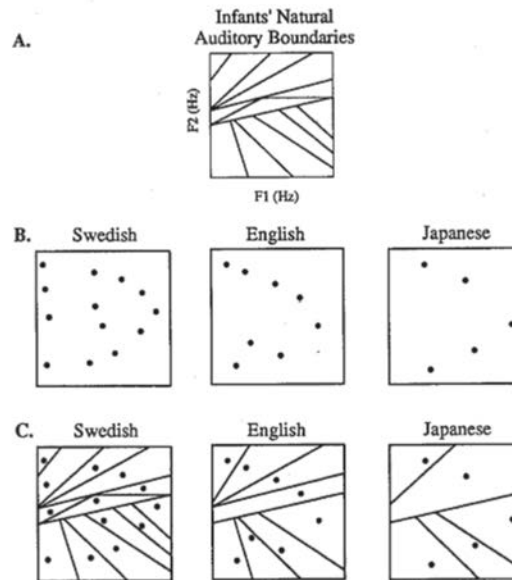 Infants' Natural
Auditory Boundaries
A.
F2 (Hz)
F1 (Hz)
B. Swedish English Japanese
C. Swedish English Japanese